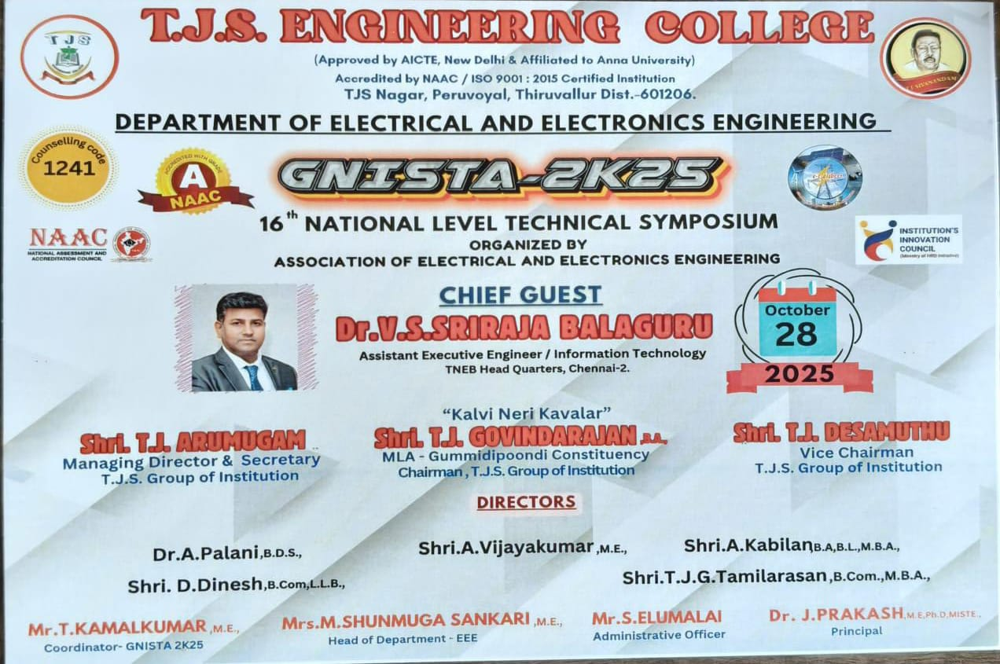 T.J.S. ENGINEERING COLLEGE
(Approved by AICTE, New Delhi & Affiliated to Anna University)
Accredited by NAAC / ISO 9001 : 2015 Certified Institution
TJS Nagar, Peruvoyal, Thiruvallur Dist.-601206.
TJS
T.J SIVANANDAM
DEPARTMENT OF ELECTRICAL AND ELECTRONICS ENGINEERING
Counselling code
1241
ACCREDITED WITH GRADE
A
NAAC
GNISTA-2K25
16th NATIONAL LEVEL TECHNICAL SYMPOSIUM
ORGANIZED BY
ASSOCIATION OF ELECTRICAL AND ELECTRONICS ENGINEERING
NAAC
NATIONAL ASSESSMENT AND
ACCREDITATION COUNCIL
INSTITUTION'S
INNOVATION
COUNCIL
(Ministry of HRD Initiative)
CHIEF GUEST
Dr.V.S.SRIRAJA BALAGURU
Assistant Executive Engineer / Information Technology
TNEB Head Quarters, Chennai-2.
October
28
2025
“Kalvi Neri Kavalar”
Shri. T.J. ARUMUGAM
Managing Director & Secretary
T.J.S. Group of Institution
Shri. T.J. GOVINDARAJAN,B.A.,
MLA - Gummidipoondi Constituency
Chairman , T.J.S. Group of Institution
Shri. T.J. DESAMUTHU
Vice Chairman
T.J.S. Group of Institution
DIRECTORS
Dr.A.Palani,B.D.S.,
Shri.A.Vijayakumar,M.E.,
Shri.A.Kabilan,B.A,B.L.,M.B.A.,
Shri. D.Dinesh,B.Com,L.L.B.,
Shri.T.J.G.Tamilarasan,B.Com.,M.B.A.,
Mr.T.KAMALKUMAR,M.E.,
Coordinator- GNISTA 2K25
Mrs.M.SHUNMUGA SANKARI,M.E.,
Head of Department - EEE
Mr.S.ELUMALAI
Administrative Officer
Dr. J.PRAKASH,M.E,Ph.D,MISTE.,
Principal